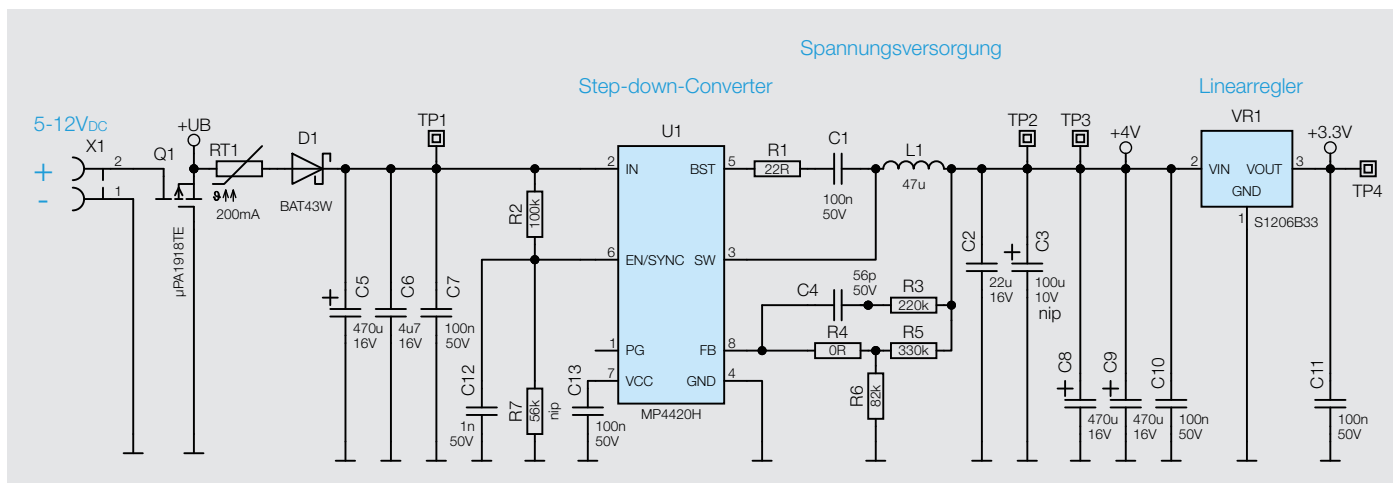 Spannungsversorgung
Step-down-Converter
Linearregler
5-12VDC
X1
+
-
2
1
Q1
µPA1918TE
+UB
RT1
ϑ
200mA
D1
BAT43W
TP1
C5
+
470u
16V
C6
4u7
16V
C7
100n
50V
R2
100k
C12
1n
50V
R7
56k
nip
C13
100n
50V
U1
2
IN
6
EN/SYNC
1
PG
7
VCC
BST
5
SW
3
FB
8
GND
4
MP4420H
R1
22R
C1
100n
50V
L1
47u
C4
56p
50V
R3
220k
R4
0R
R5
330k
R6
82k
C2
22u
16V
TP2
C3
+
100u
10V
nip
TP3
C8
+
470u
16V
+4V
C9
+
470u
16V
C10
100n
50V
VR1
2
VIN
VOUT
3
GND
1
S1206B33
+3.3V
TP4
C11
100n
50V